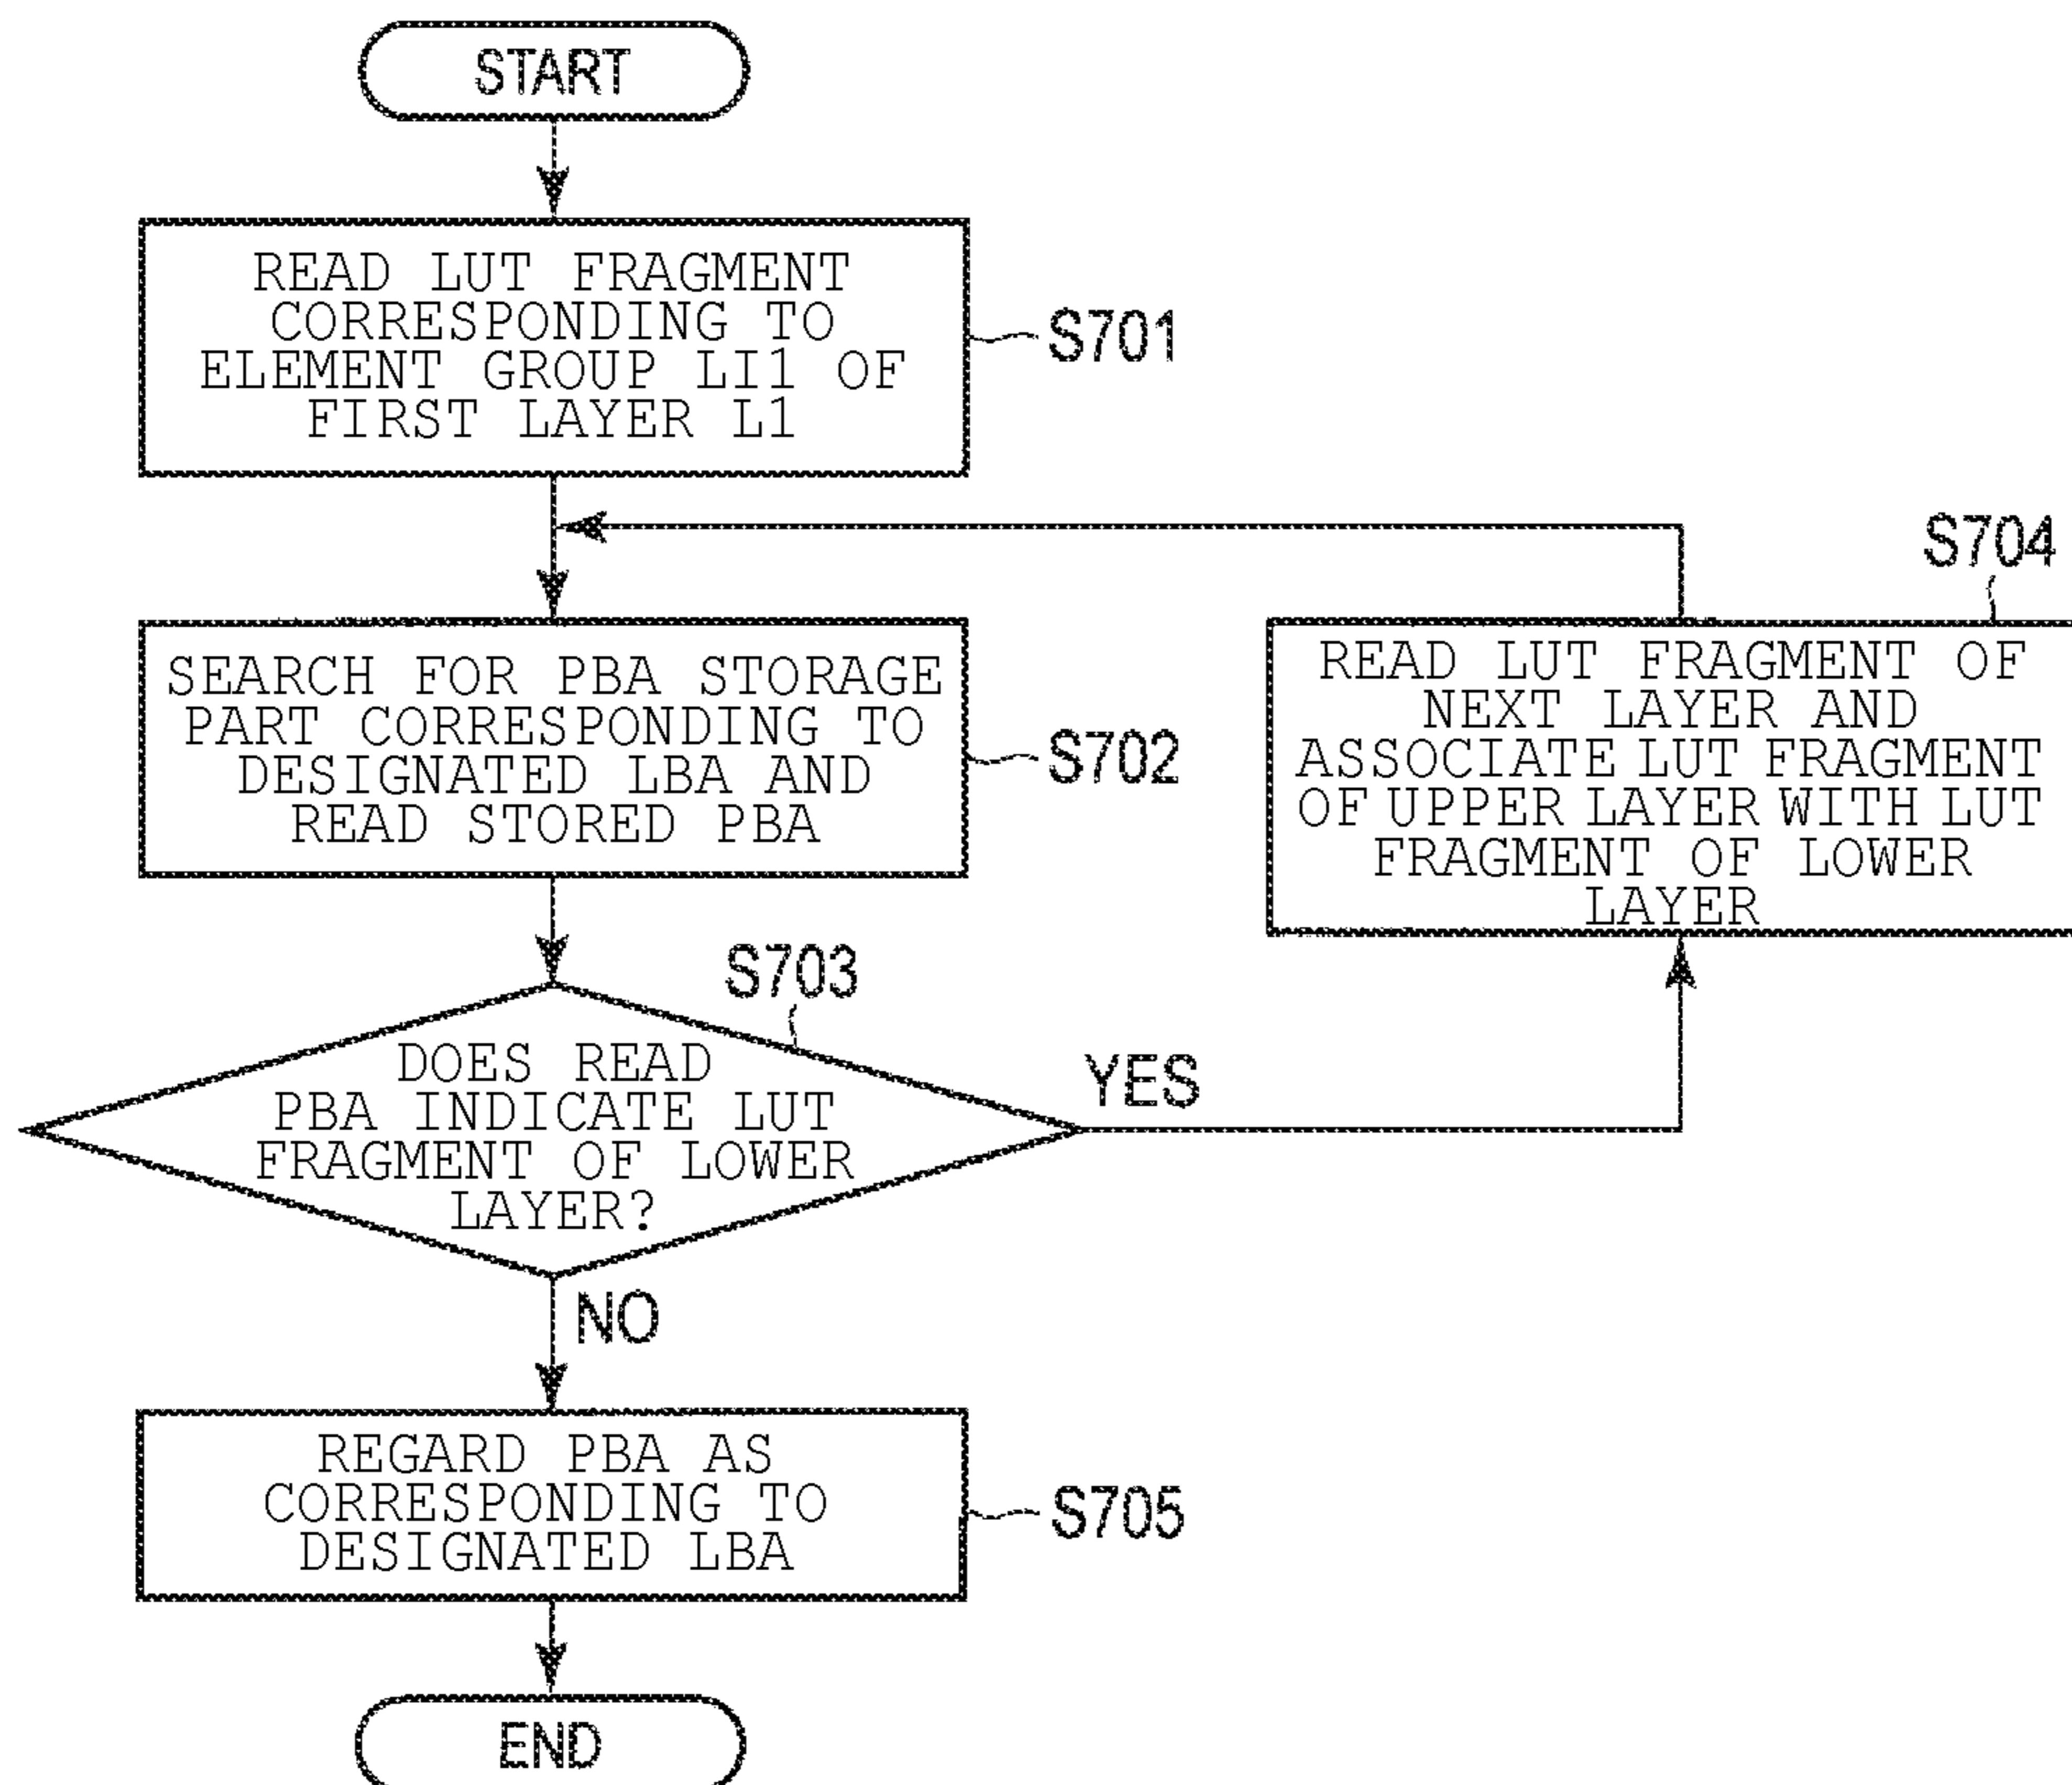 START
READ LUT FRAGMENT
CORRESPONDING TO
ELEMENT GROUP LI1 OF
FIRST LAYER L1
S701
SEARCH FOR PBA STORAGE
PART CORRESPONDING TO
DESIGNATED LBA AND
READ STORED PBA
S702
S704
READ LUT FRAGMENT OF
NEXT LAYER AND
ASSOCIATE LUT FRAGMENT
OF UPPER LAYER WITH LUT
FRAGMENT OF LOWER
LAYER
S703
DOES READ
PBA INDICATE LUT
FRAGMENT OF LOWER
LAYER?
YES
NO
REGARD PBA AS
CORRESPONDING TO
DESIGNATED LBA
S705
END